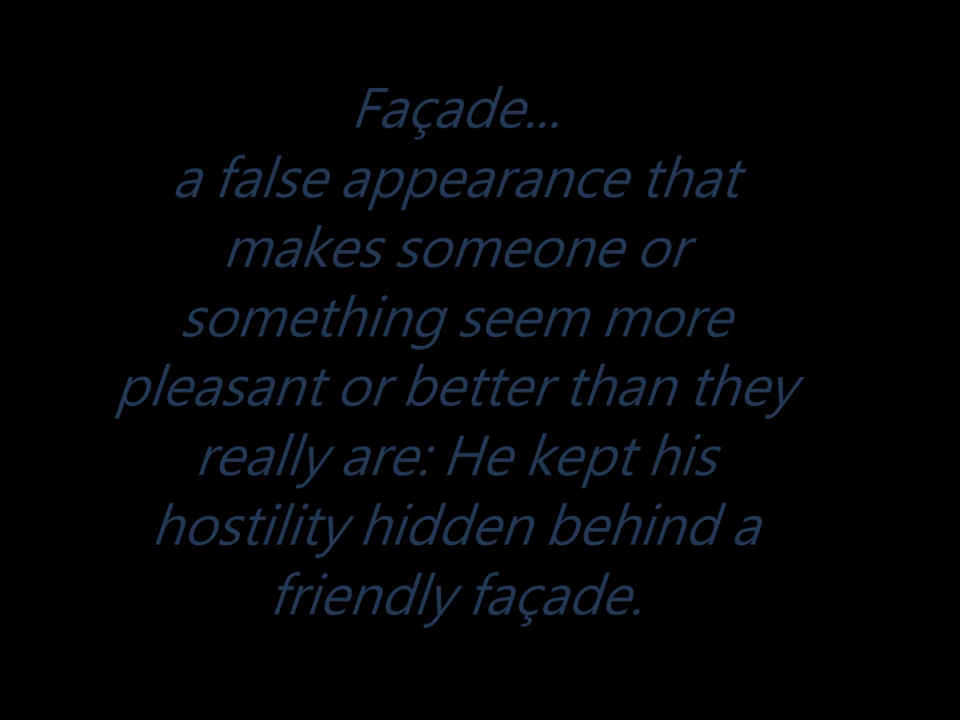 Façade...
a false appearance that
makes someone or
something seem more
pleasant or better than they
really are: He kept his
hostility hidden behind a
friendly façade.